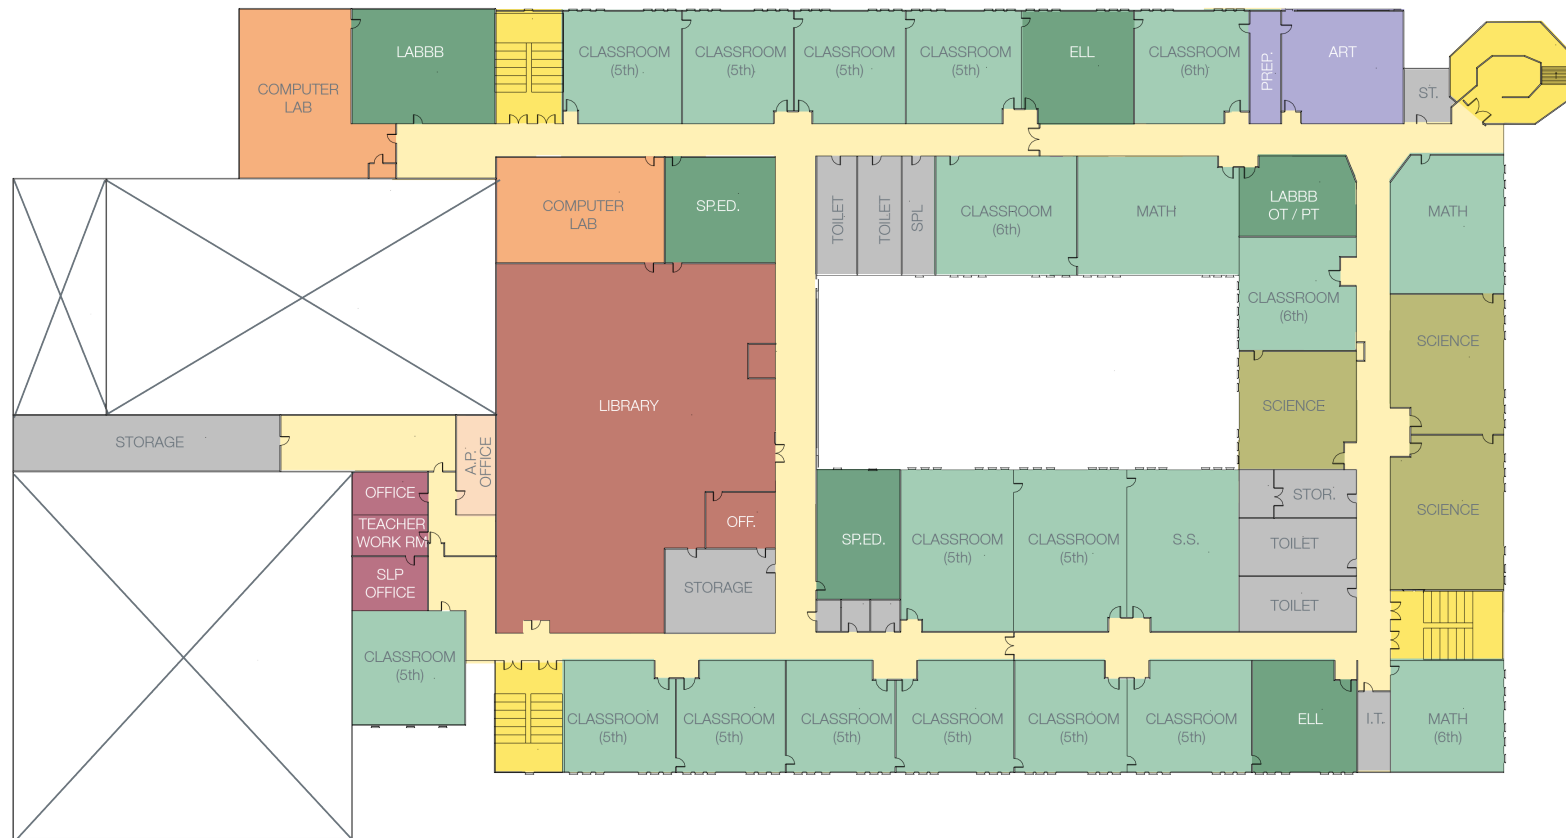 LABBB
CLASSROOM
(5th)
CLASSROOM
(5th)
CLASSROOM
(5th)
CLASSROOM
(5th)
ELL
CLASSROOM
(6th)
PREP.
ART
COMPUTER
LAB
ST.
COMPUTER
LAB
SP.ED.
TOILET
TOILET
SPL
CLASSROOM
(6th)
MATH
LABBB
OT / PT
MATH
CLASSROOM
(6th)
SCIENCE
LIBRARY
SCIENCE
STORAGE
A.P.
OFFICE
OFFICE
TEACHER
WORK RM
SLP
OFFICE
OFF.
STORAGE
SP.ED.
CLASSROOM
(5th)
CLASSROOM
(5th)
S.S.
STOR.
TOILET
TOILET
SCIENCE
CLASSROOM
(5th)
CLASSROOM
(5th)
CLASSROOM
(5th)
CLASSROOM
(5th)
CLASSROOM
(5th)
CLASSROOM
(5th)
CLASSROOM
(5th)
ELL
I.T.
MATH
(6th)